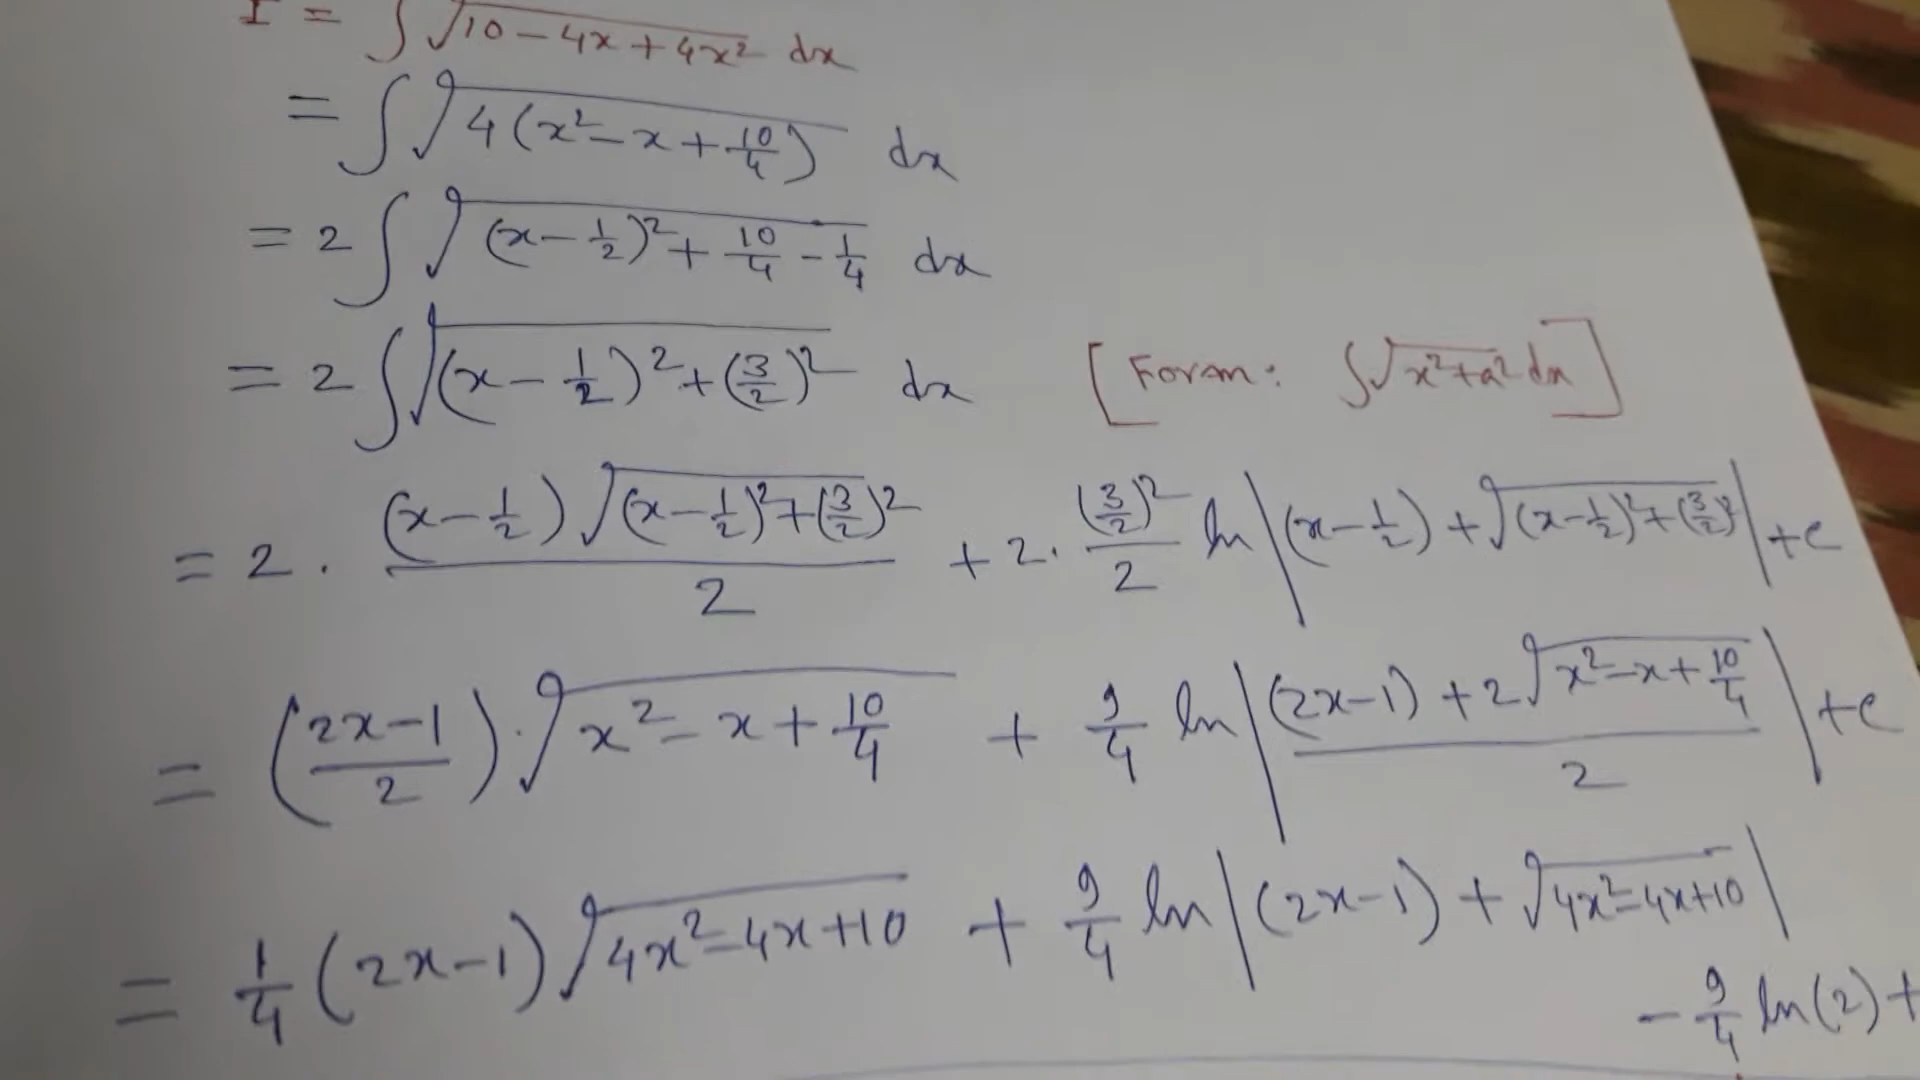 I = ∫√(10-4x+4x²) dx
= ∫√(4(x²-x+10/4)) dx
= 2∫√((x-1/2)²+10/4-1/4) dx
= 2∫√((x-1/2)²+(3/2)²) dx [Form: ∫√(x²+a²) dx]
= 2·((x-1/2)√((x-1/2)²+(3/2)²))/2 + 2·((3/2)²/2) ln|(x-1/2)+√((x-1/2)²+(3/2)²)|+c
= ((2x-1)/2)·√(x²-x+10/4) + 9/4 ln|((2x-1)+2√(x²-x+10/4))/2|+c
= 1/4(2x-1)√(4x²-4x+10) + 9/4 ln|(2x-1)+√(4x²-4x+10)|
-9/4 ln(2)+